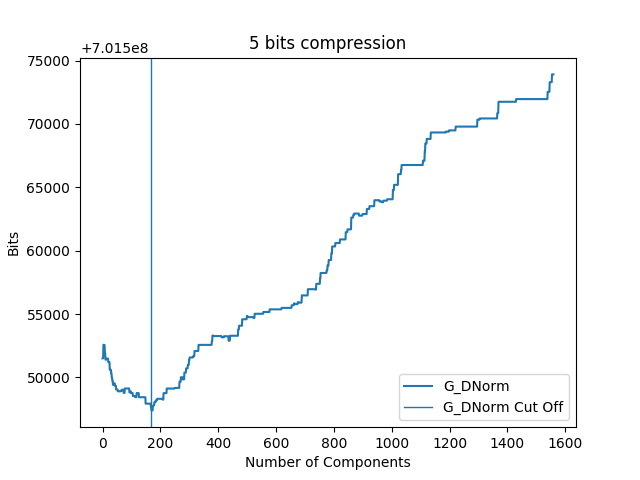 5 bits compression
+7.015e8
75000
70000
65000
60000
55000
50000
Bits
0 200 400 600 800 1000 1200 1400 1600
Number of Components
G_DNorm
G_DNorm Cut Off